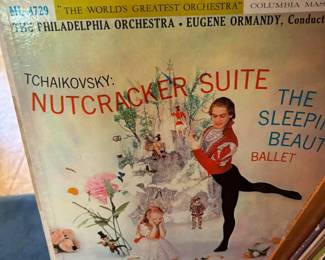 ML 4729 "THE WORLD'S GREATEST ORCHESTRA" COLUMBIA MAS
THE PHILADELPHIA ORCHESTRA • EUGENE ORMANDY, Conduct
TCHAIKOVSKY:
NUTCRACKER SUITE
THE
SLEEPIN
BEAUT
BALLET